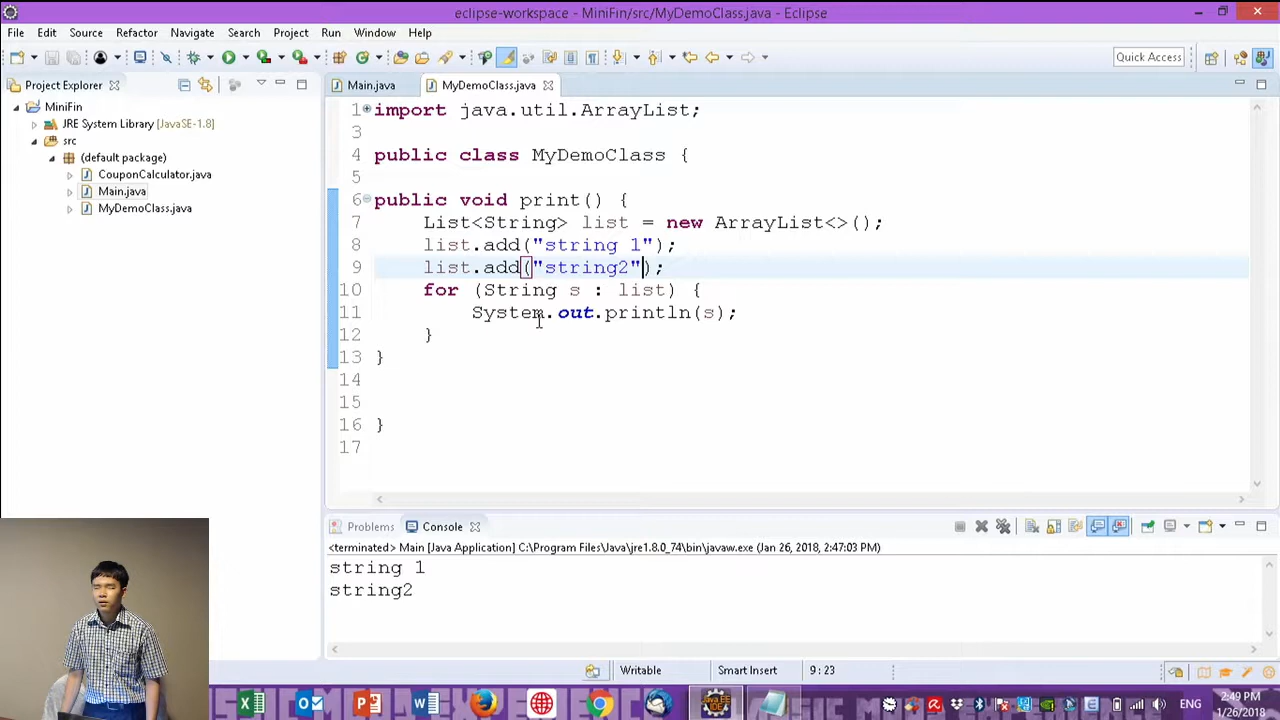 eclipse-workspace - MiniFin/src/MyDemoClass.java - Eclipse
File Edit Source Refactor Navigate Search Project Run Window Help
Quick Access
Project Explorer
Main.java MyDemoClass.java
MiniFin
JRE System Library [JavaSE-1.8]
src
(default package)
CouponCalculator.java
Main.java
MyDemoClass.java
1 import java.util.ArrayList;
3
4 public class MyDemoClass {
5
6 public void print() {
7 List<String> list = new ArrayList<>();
8 list.add("string 1");
9 list.add("string2");
10 for (String s : list) {
11 System.out.println(s);
12 }
13 }
14
15
16 }
17
Problems Console
<terminated> Main [Java Application] C:\Program Files\Java\jre1.8.0_74\bin\javaw.exe (Jan 26, 2018, 2:47:03 PM)
string 1
string2
Writable Smart Insert 9 : 23
ENG
2:49 PM
1/26/2018